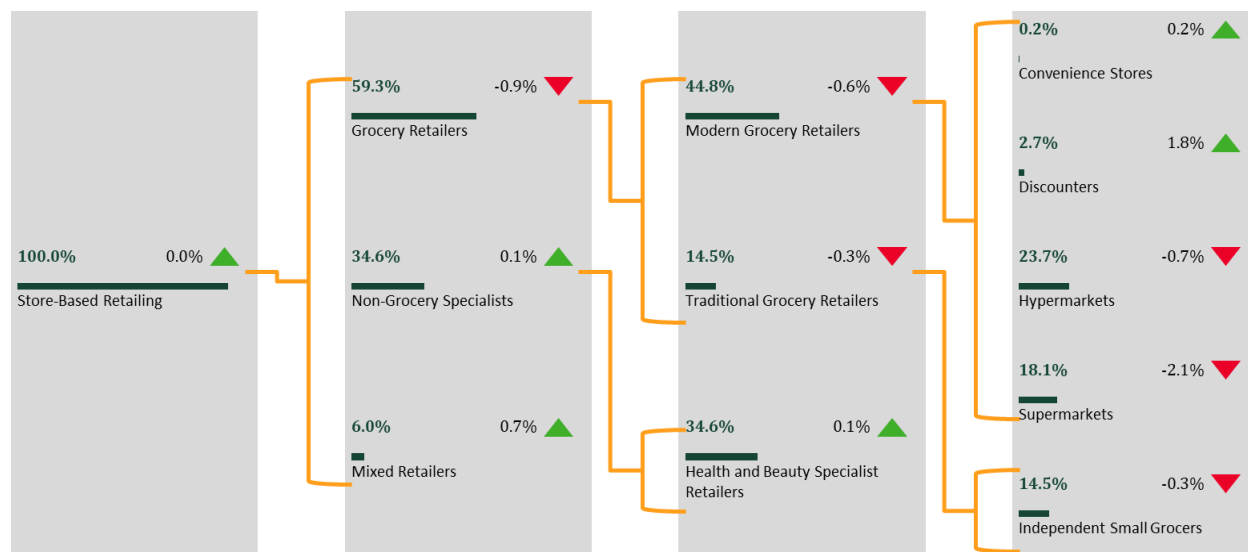 100.0% 0.0%
Store-Based Retailing
59.3% -0.9%
Grocery Retailers
34.6% 0.1%
Non-Grocery Specialists
6.0% 0.7%
Mixed Retailers
44.8% -0.6%
Modern Grocery Retailers
14.5% -0.3%
Traditional Grocery Retailers
34.6% 0.1%
Health and Beauty Specialist
Retailers
0.2% 0.2%
Convenience Stores
2.7% 1.8%
Discounters
23.7% -0.7%
Hypermarkets
18.1% -2.1%
Supermarkets
14.5% -0.3%
Independent Small Grocers